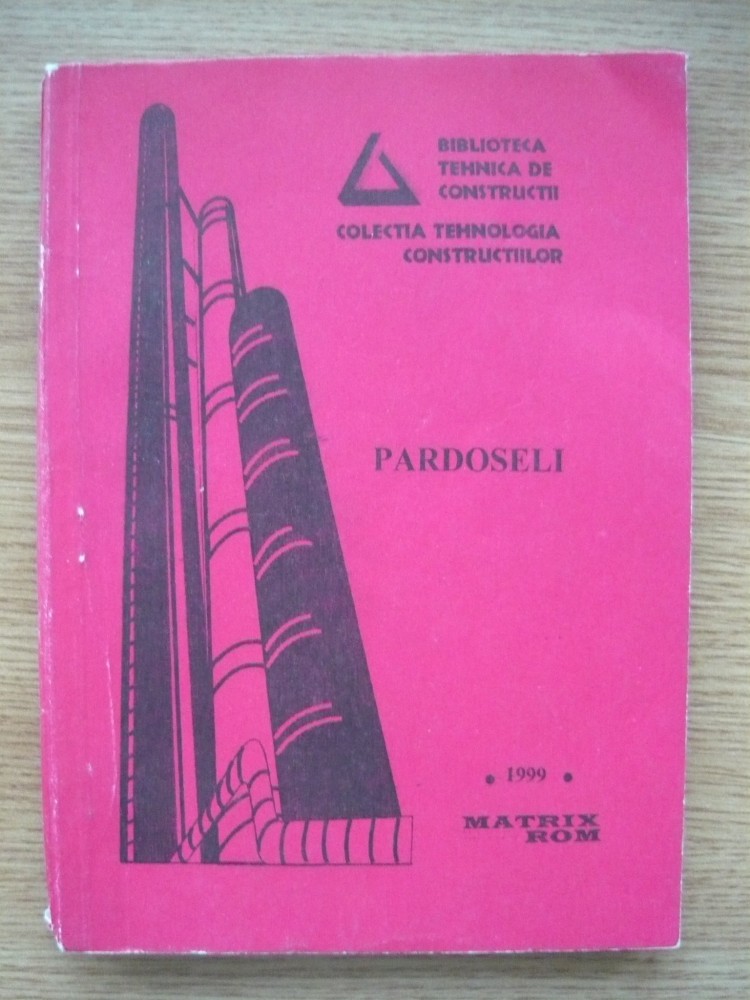 BIBLIOTECA
TEHNICA DE
CONSTRUCTII
COLECTIA TEHNOLOGIA
CONSTRUCTIILOR
PARDOSELI
• 1999 •
MATRIX
ROM